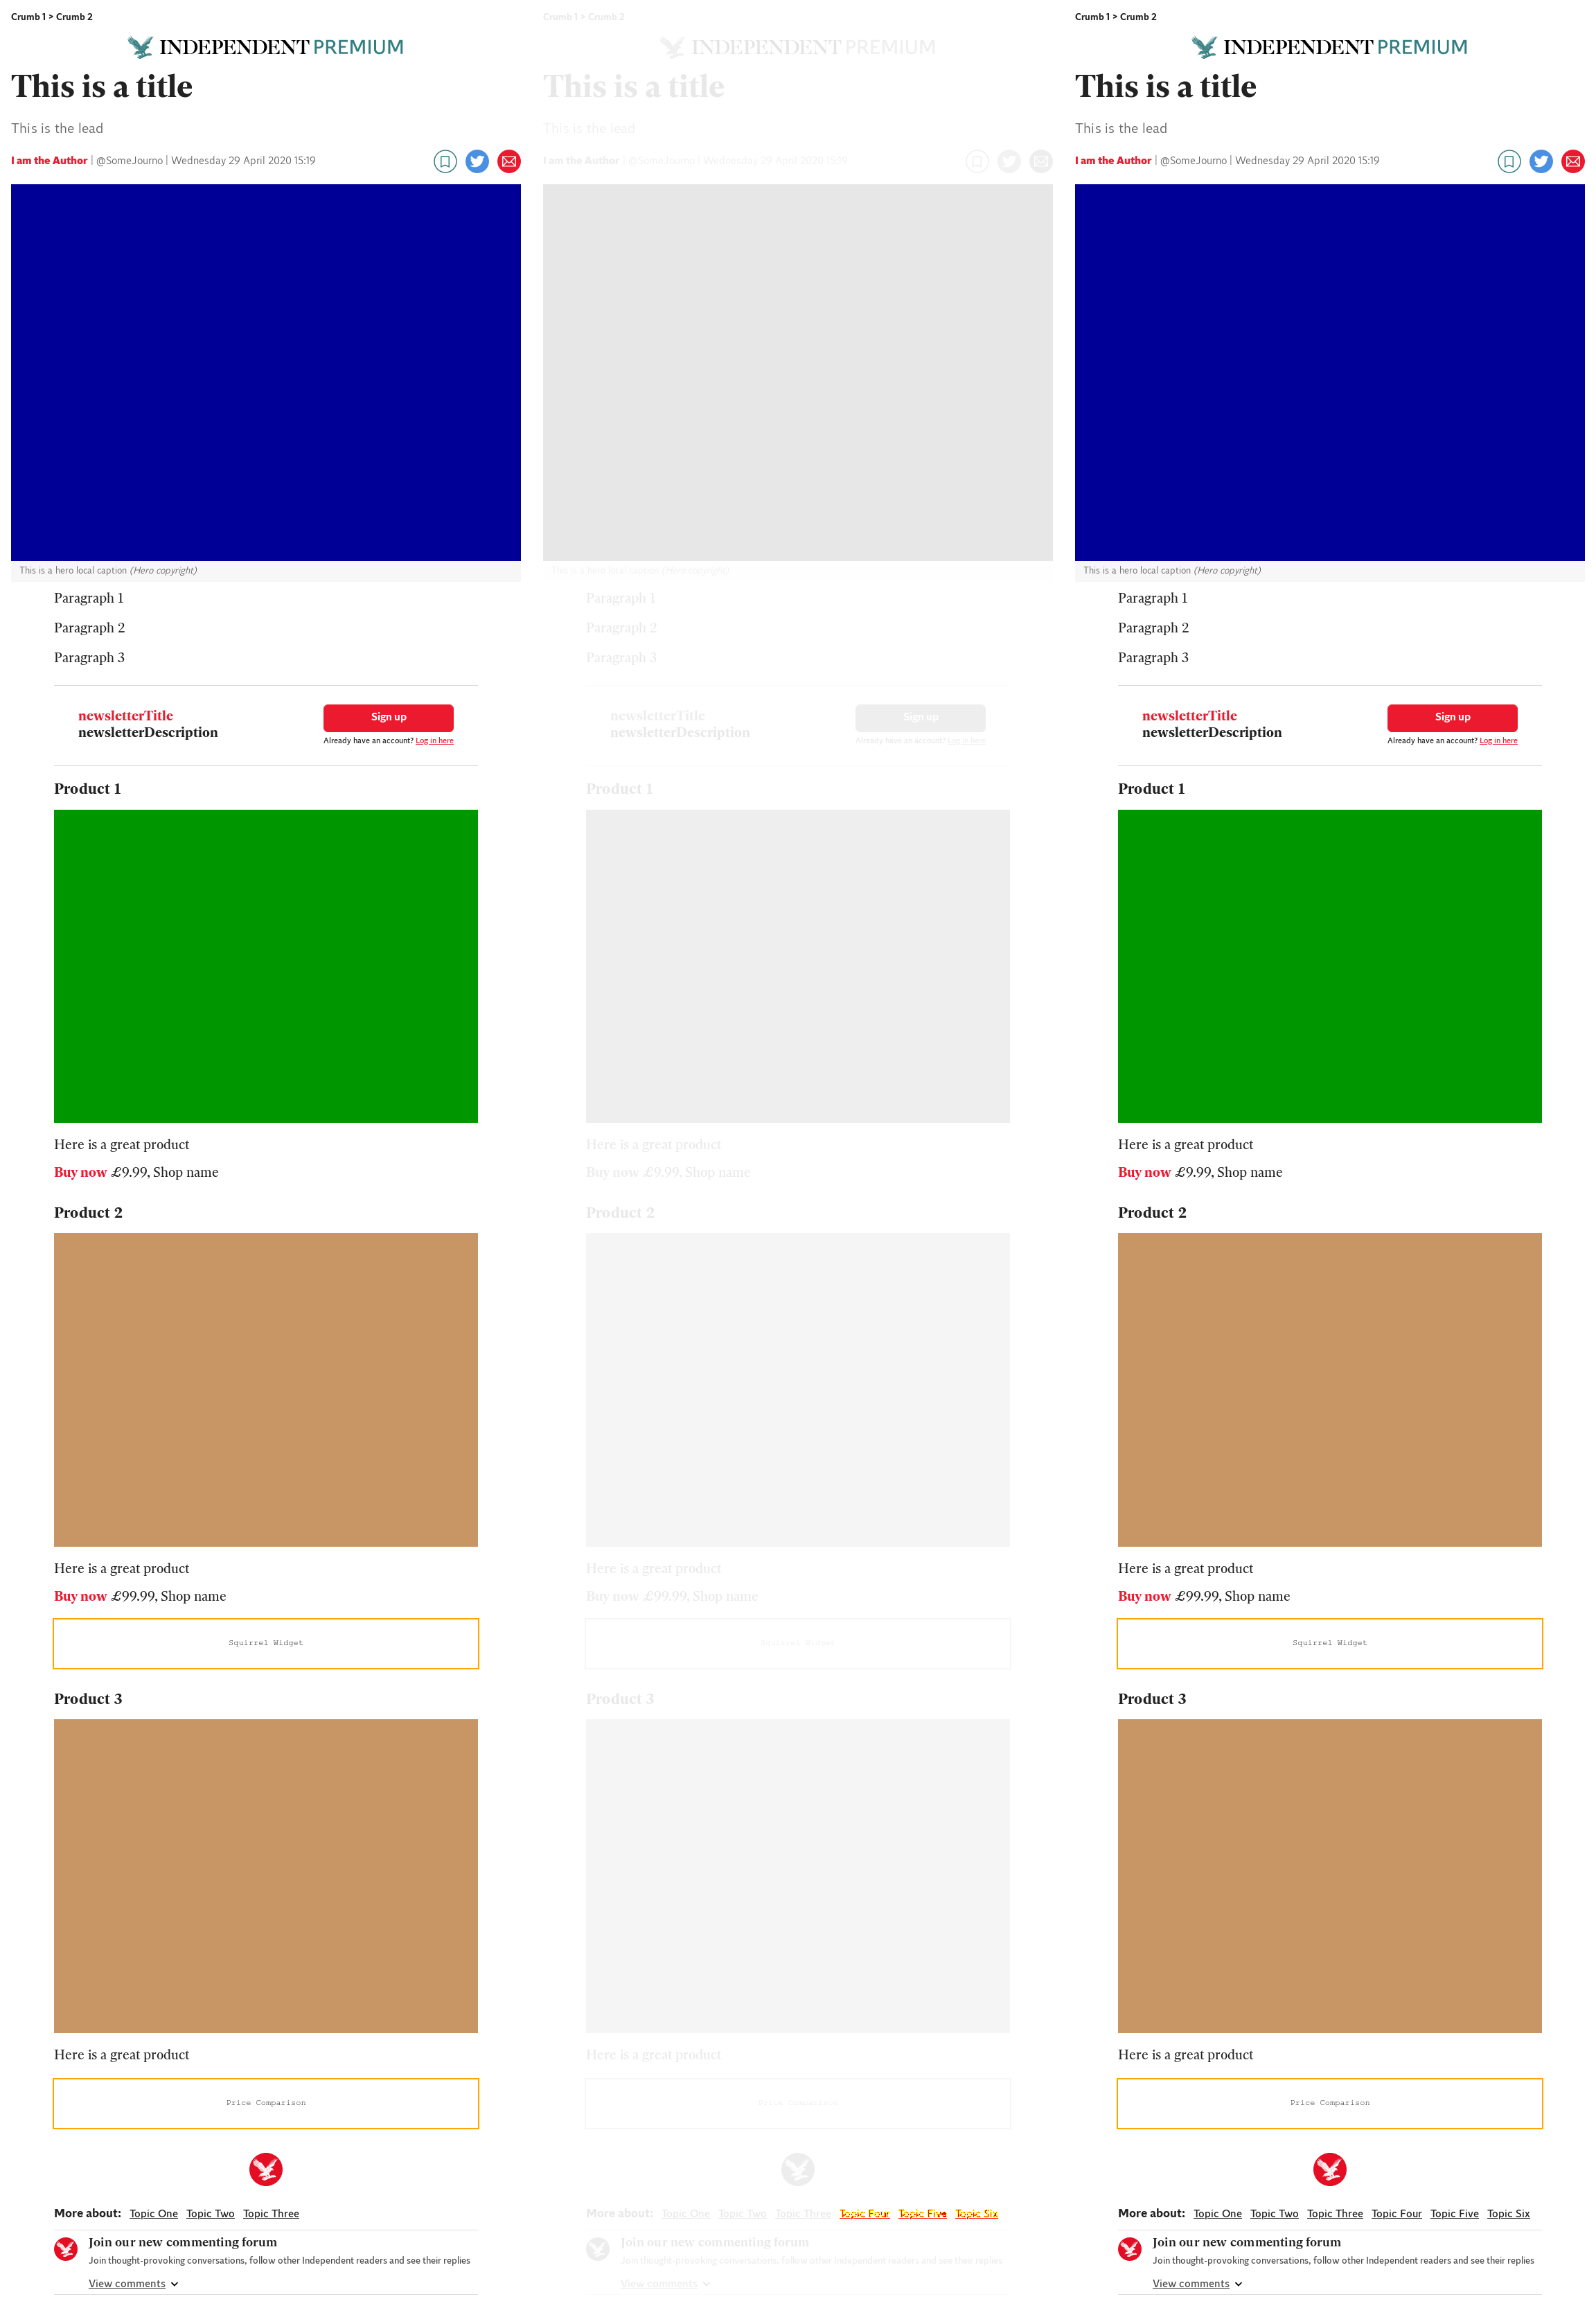 Crumb 1 > Crumb 2
INDEPENDENT PREMIUM
This is a title
This is the lead
I am the Author | @SomeJourno | Wednesday 29 April 2020 15:19
This is a hero local caption (Hero copyright)
Paragraph 1
Paragraph 2
Paragraph 3
newsletterTitle
newsletterDescription
Sign up
Already have an account? Log in here
Product 1
Here is a great product
Buy now £9.99, Shop name
Product 2
Here is a great product
Buy now £99.99, Shop name
Squirrel Widget
Product 3
Here is a great product
Price Comparison
More about: Topic One Topic Two Topic Three
Join our new commenting forum
Join thought-provoking conversations, follow other Independent readers and see their replies
View comments
Crumb 1 > Crumb 2
INDEPENDENT PREMIUM
This is a title
This is the lead
I am the Author | @SomeJourno | Wednesday 29 April 2020 15:19
This is a hero local caption (Hero copyright)
Paragraph 1
Paragraph 2
Paragraph 3
newsletterTitle
newsletterDescription
Sign up
Already have an account? Log in here
Product 1
Here is a great product
Buy now £9.99, Shop name
Product 2
Here is a great product
Buy now £99.99, Shop name
Squirrel Widget
Product 3
Here is a great product
Price Comparison
More about: Topic One Topic Two Topic Three Topic Four Topic Five Topic Six
Join our new commenting forum
Join thought-provoking conversations, follow other Independent readers and see their replies
View comments
Crumb 1 > Crumb 2
INDEPENDENT PREMIUM
This is a title
This is the lead
I am the Author | @SomeJourno | Wednesday 29 April 2020 15:19
This is a hero local caption (Hero copyright)
Paragraph 1
Paragraph 2
Paragraph 3
newsletterTitle
newsletterDescription
Sign up
Already have an account? Log in here
Product 1
Here is a great product
Buy now £9.99, Shop name
Product 2
Here is a great product
Buy now £99.99, Shop name
Squirrel Widget
Product 3
Here is a great product
Price Comparison
More about: Topic One Topic Two Topic Three Topic Four Topic Five Topic Six
Join our new commenting forum
Join thought-provoking conversations, follow other Independent readers and see their replies
View comments